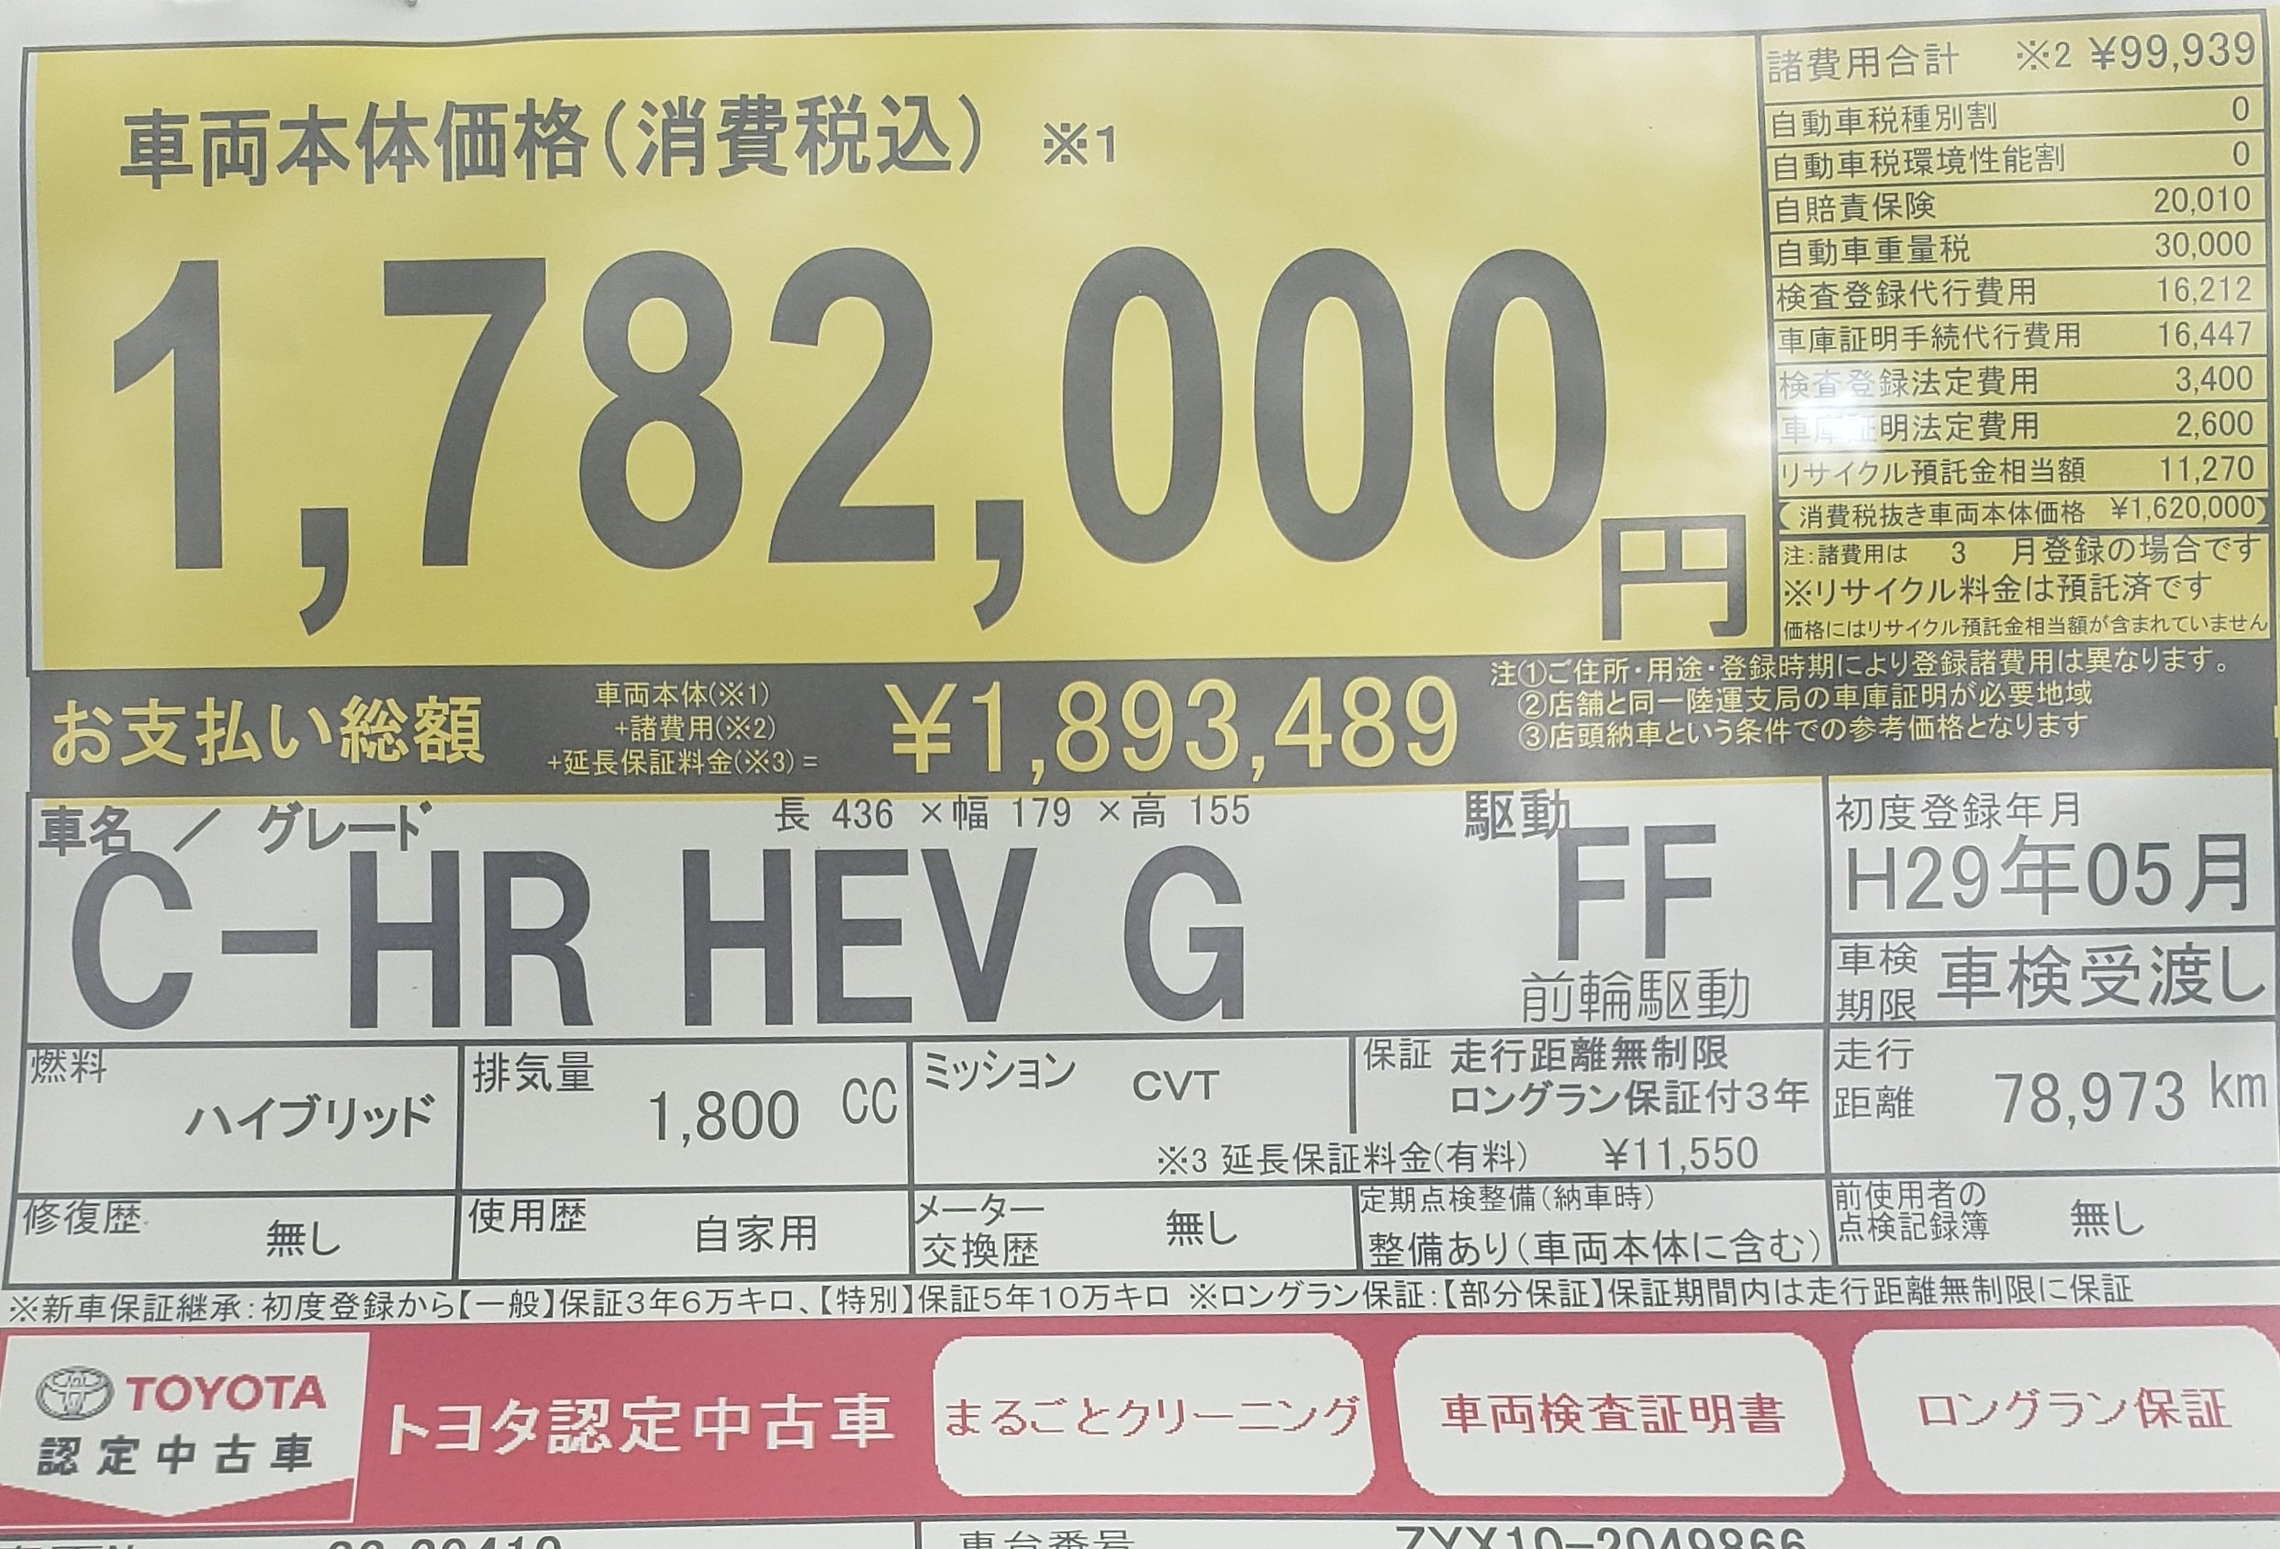 車両本体価格(消費税込) ※1
1,782,000円
諸費用合計 ※2 ¥99,939
自動車税種別割 0
自動車税環境性能割 0
自賠責保険 20,010
自動車重量税 30,000
検査登録代行費用 16,212
車庫証明手続代行費用 16,447
検査登録法定費用 3,400
車庫証明法定費用 2,600
リサイクル預託金相当額 11,270
(消費税抜き車両本体価格 ¥1,620,000)
注:諸費用は 3 月登録の場合です
※リサイクル料金は預託済です
価格にはリサイクル預託金相当額が含まれていません
お支払い総額
車両本体(※1)
+諸費用(※2)
+延長保証料金(※3)=
¥1,893,489
注①ご住所・用途・登録時期により登録諸費用は異なります。
②店舗と同一陸運支局の車庫証明が必要地域
③店頭納車という条件での参考価格となります
車名 / グレード
長 436 ×幅 179 ×高 155
C-HR HEV G
駆動
FF
前輪駆動
初度登録年月
H29年05月
車検
期限
車検受渡し
燃料
ハイブリッド
排気量
1,800 CC
ミッション
CVT
保証 走行距離無制限
ロングラン保証付3年
※3 延長保証料金(有料) ¥11,550
走行
距離
78,973 km
修復歴
無し
使用歴
自家用
メーター
交換歴
無し
定期点検整備(納車時)
整備あり(車両本体に含む)
前使用者の
点検記録簿
無し
※新車保証継承:初度登録から【一般】保証3年6万キロ、【特別】保証5年10万キロ ※ロングラン保証:【部分保証】保証期間内は走行距離無制限に保証
TOYOTA
認定中古車
トヨタ認定中古車
まるごとクリーニング
車両検査証明書
ロングラン保証
車台番号
ZYX10-2049866